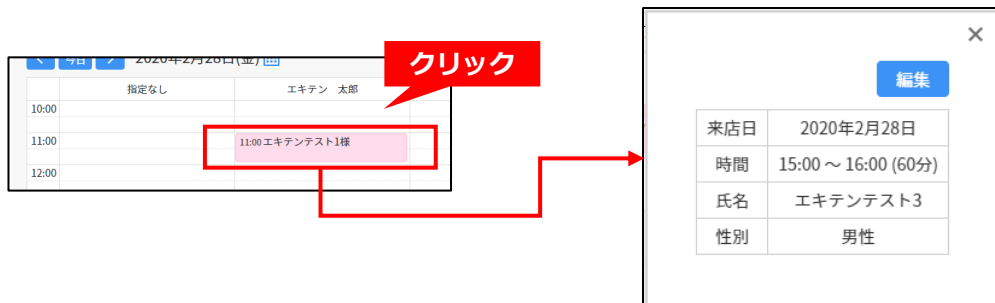 今日 2020年2月28日(金)
クリック
指定なし エキテン 太郎
10:00
11:00 11:00 エキテンテスト1様
12:00
×
編集
来店日 2020年2月28日
時間 15:00 ～ 16:00 (60分)
氏名 エキテンテスト3
性別 男性